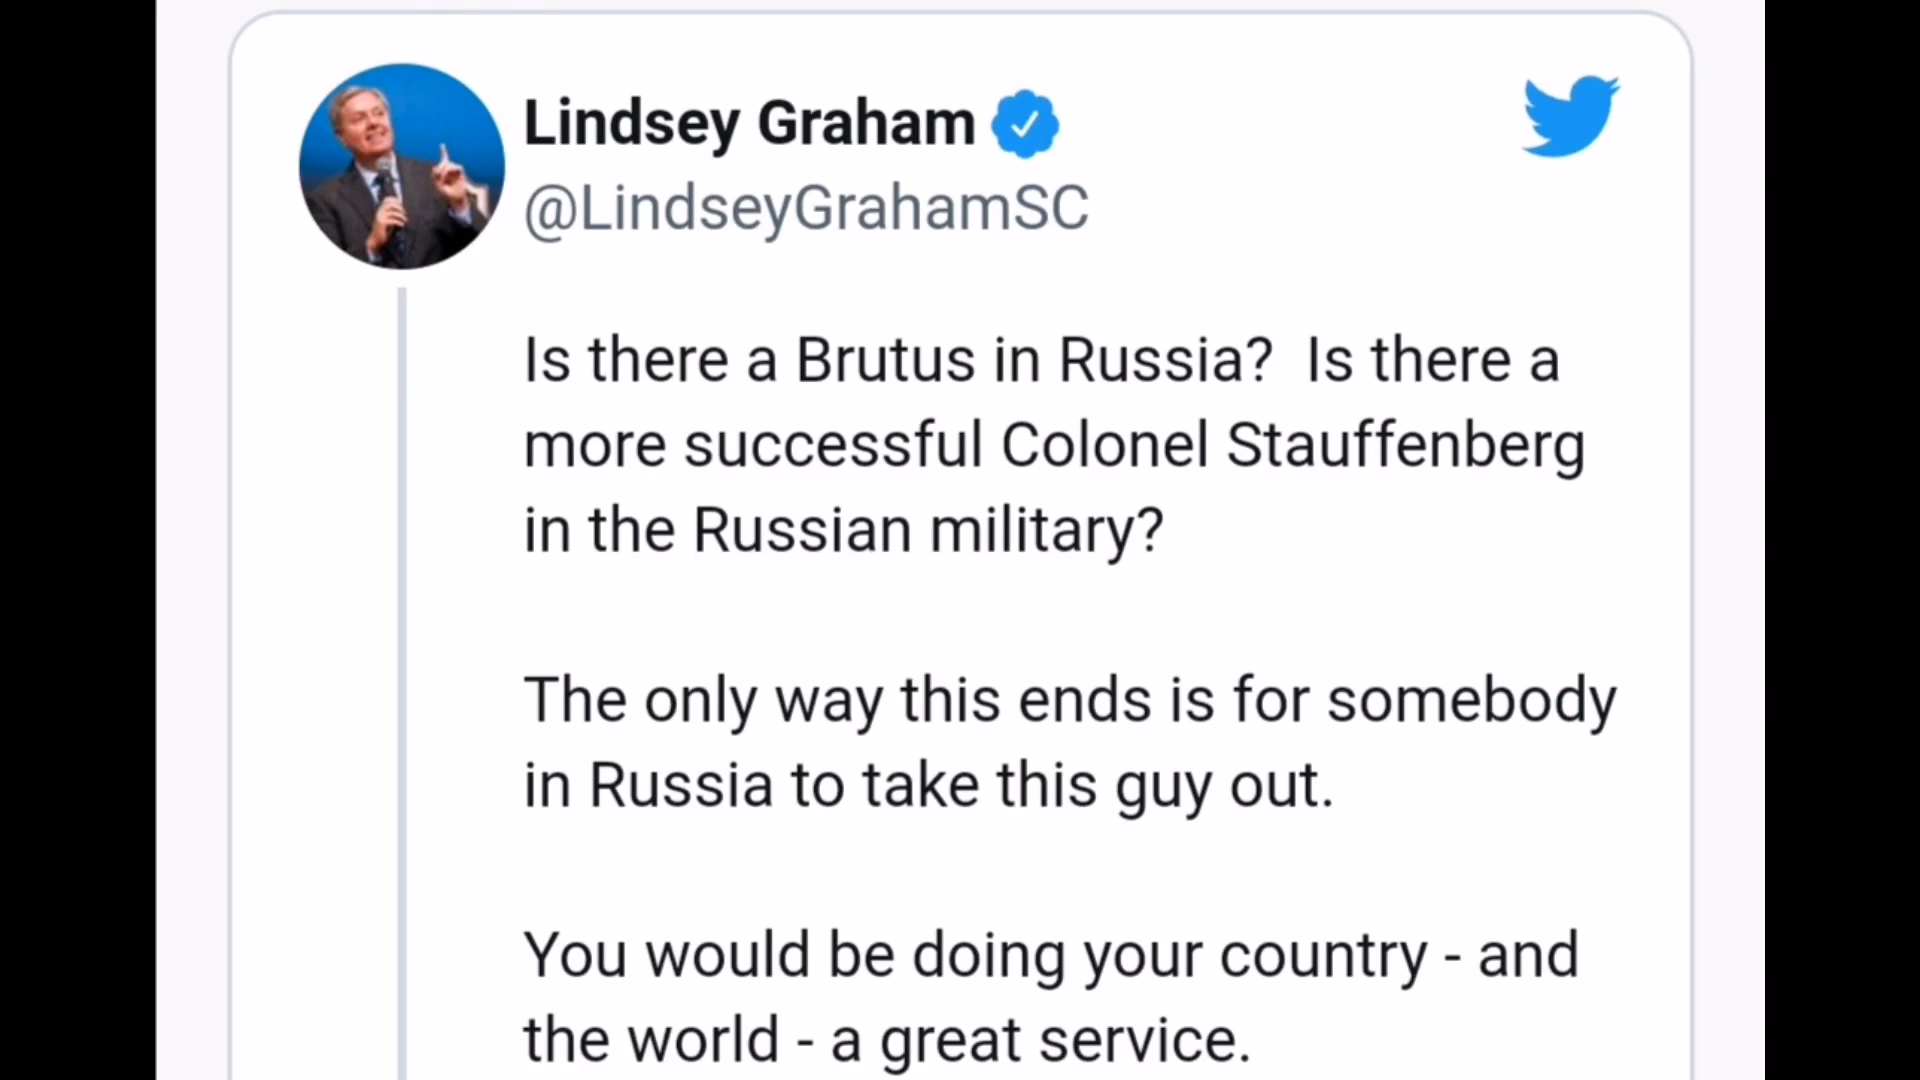 Lindsey Graham
@LindseyGrahamSC
Is there a Brutus in Russia?  Is there a
more successful Colonel Stauffenberg
in the Russian military?
The only way this ends is for somebody
in Russia to take this guy out.
You would be doing your country - and
the world - a great service.